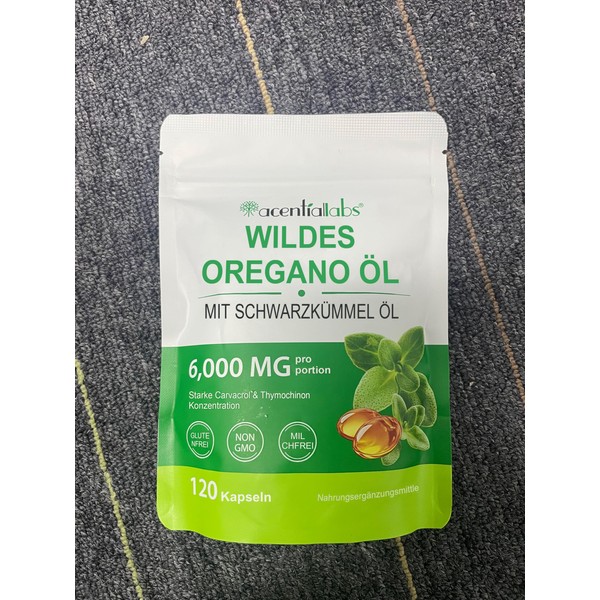 acentiallabs®
WILDES
OREGANO ÖL
MIT SCHWARZKÜMMEL ÖL
6,000 MG pro
portion
Starke Carvacrol & Thymochinon
Konzentration
GLUTE
NFREI
NON
GMO
MIL
CHFREI
120 Kapseln
Nahrungsergänzungsmittle